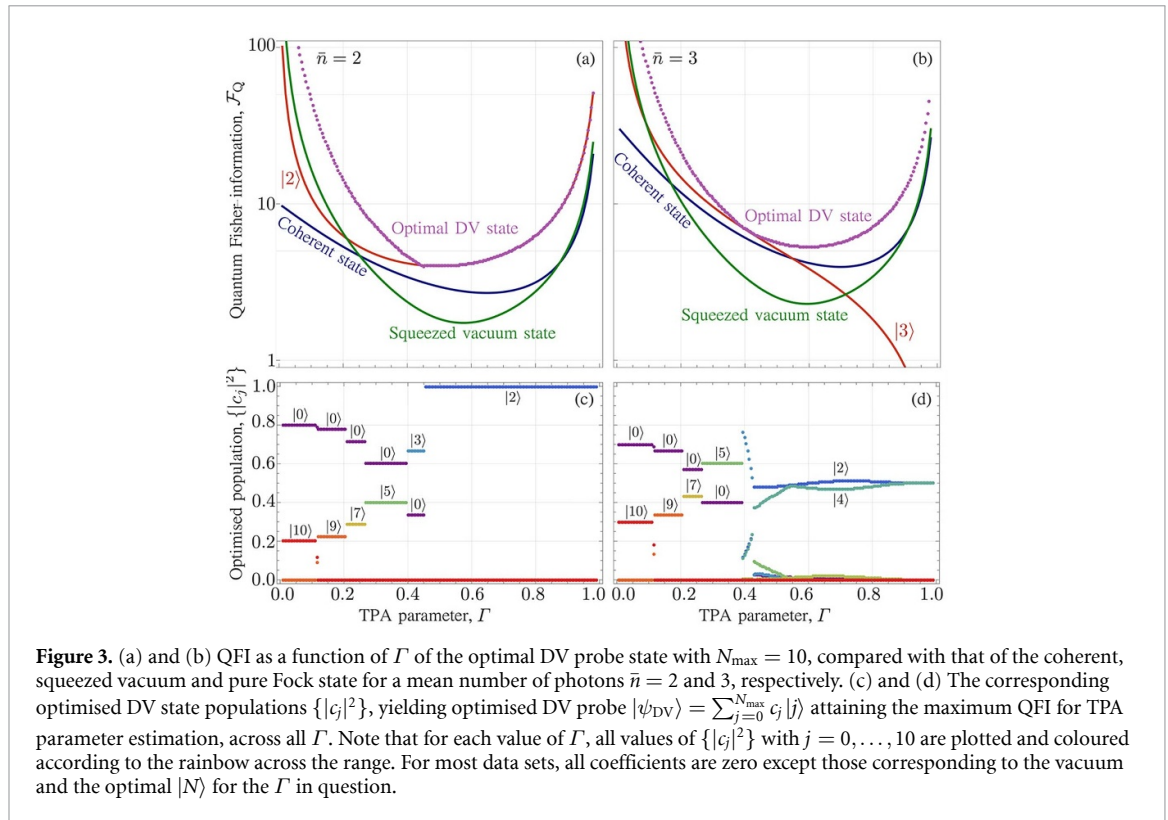 100
10
1
Quantum Fisher information, 𝓕_Q
n̄ = 2
(a)
|2⟩
Coherent state
Optimal DV state
Squeezed vacuum state
n̄ = 3
(b)
Coherent state
Optimal DV state
Squeezed vacuum state
|3⟩
Optimised population, {|c_j|²}
1.0
0.8
0.6
0.4
0.2
0.0
(c)
|0⟩ |0⟩ |0⟩ |0⟩ |3⟩ |2⟩
|10⟩ |9⟩ |7⟩ |5⟩ |0⟩
0.0 0.2 0.4 0.6 0.8 1.0
TPA parameter, Γ
(d)
|0⟩ |0⟩ |0⟩ |5⟩ |2⟩
|10⟩ |9⟩ |7⟩ |0⟩ |4⟩
0.0 0.2 0.4 0.6 0.8 1.0
TPA parameter, Γ
Figure 3. (a) and (b) QFI as a function of Γ of the optimal DV probe state with N_max = 10, compared with that of the coherent,
squeezed vacuum and pure Fock state for a mean number of photons n̄ = 2 and 3, respectively. (c) and (d) The corresponding
optimised DV state populations {|c_j|²}, yielding optimised DV probe |ψ_DV⟩ = ∑_{j=0}^{N_max} c_j |j⟩ attaining the maximum QFI for TPA
parameter estimation, across all Γ. Note that for each value of Γ, all values of {|c_j|²} with j = 0, … , 10 are plotted and coloured
according to the rainbow across the range. For most data sets, all coefficients are zero except those corresponding to the vacuum
and the optimal |N⟩ for the Γ in question.